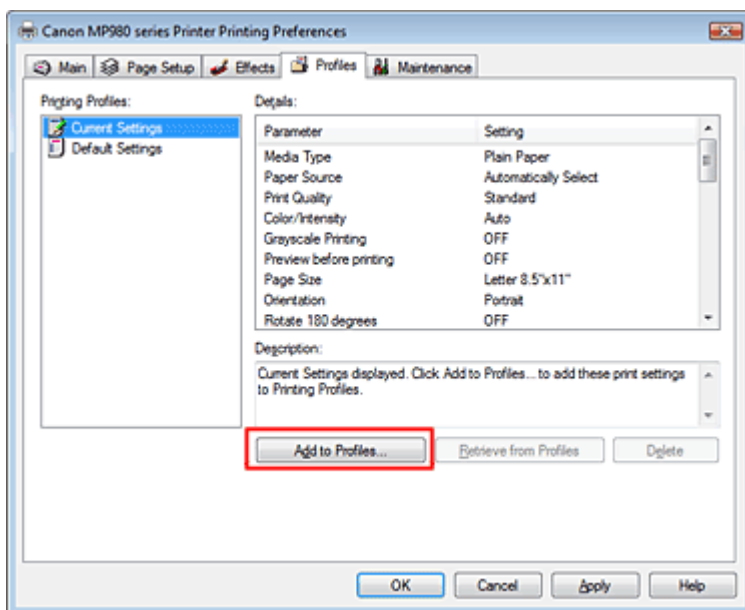 Canon MP980 series Printer Printing Preferences
Main Page Setup Effects Profiles Maintenance
Printing Profiles:
Current Settings
Default Settings
Details:
Parameter Setting
Media Type Plain Paper
Paper Source Automatically Select
Print Quality Standard
Color/Intensity Auto
Grayscale Printing OFF
Preview before printing OFF
Page Size Letter 8.5"x11"
Orientation Portrait
Rotate 180 degrees OFF
Description:
Current Settings displayed. Click Add to Profiles... to add these print settings
to Printing Profiles.
Add to Profiles... Retrieve from Profiles Delete
OK Cancel Apply Help